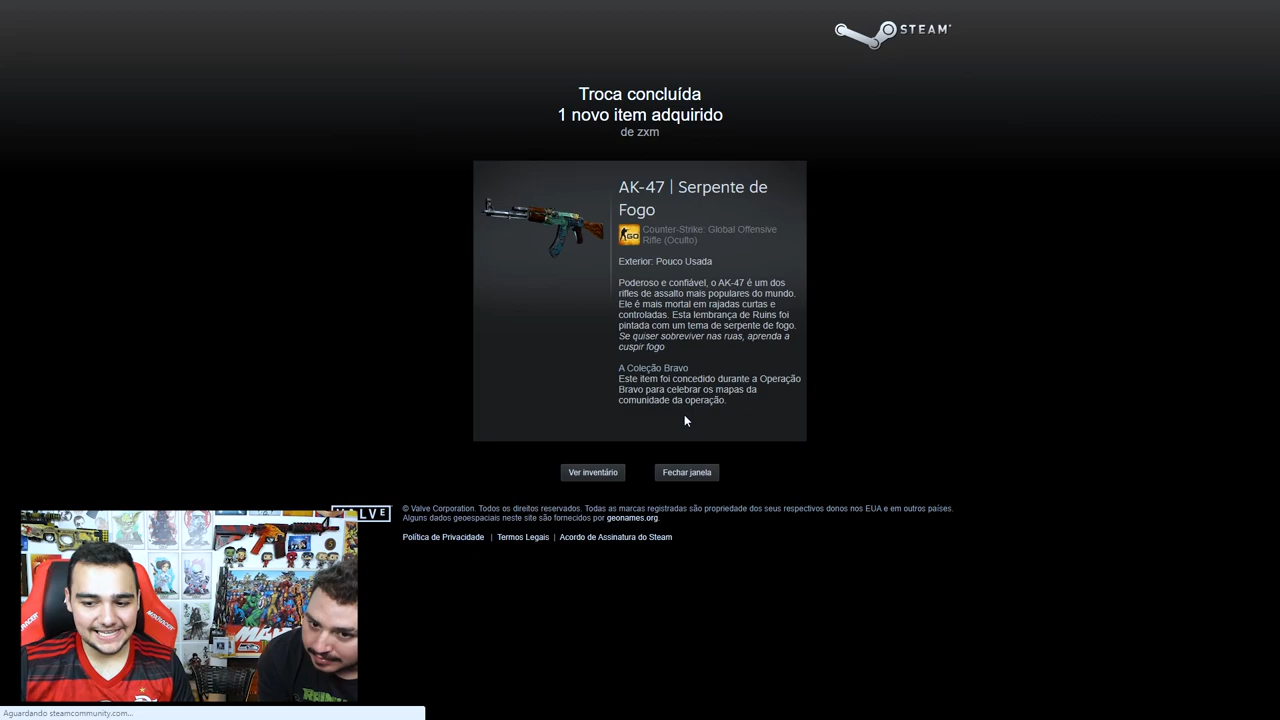 STEAM
Troca concluída
1 novo item adquirido
de zxm
AK-47 | Serpente de
Fogo
Counter-Strike: Global Offensive
Rifle (Oculto)
Exterior: Pouco Usada
Poderoso e confiável, o AK-47 é um dos
rifles de assalto mais populares do mundo.
Ele é mais mortal em rajadas curtas e
controladas. Esta lembrança de Ruins foi
pintada com um tema de serpente de fogo.
Se quiser sobreviver nas ruas, aprenda a
cuspir fogo
A Coleção Bravo
Este item foi concedido durante a Operação
Bravo para celebrar os mapas da
comunidade da operação.
Ver inventário
Fechar janela
© Valve Corporation. Todos os direitos reservados. Todas as marcas registradas são propriedade dos seus respectivos donos nos EUA e em outros países.
Alguns dados geoespaciais neste site são fornecidos por geonames.org.
Política de Privacidade | Termos Legais | Acordo de Assinatura do Steam
Aguardando steamcommunity.com...